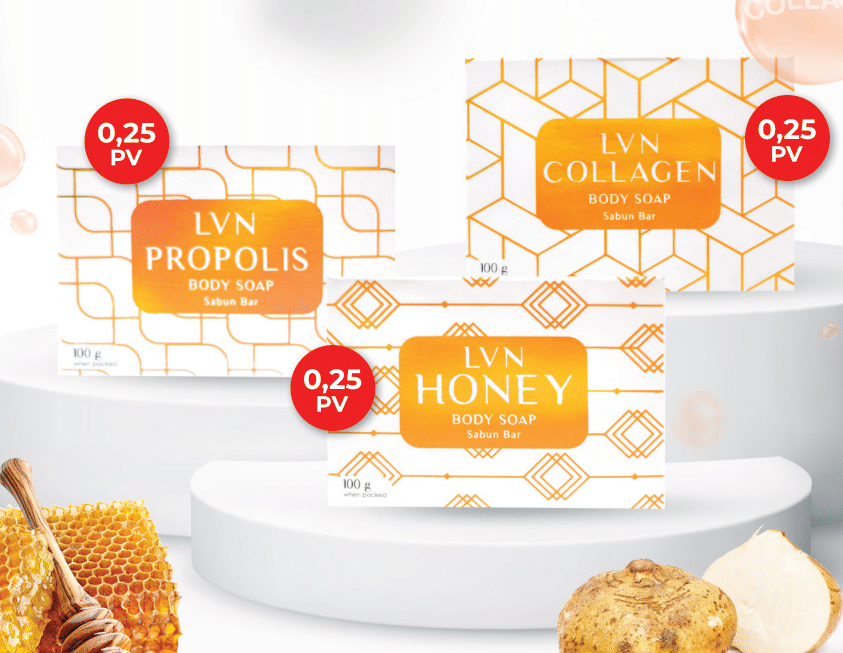 COLLA
0,25
PV
LVN
PROPOLIS
BODY SOAP
Sabun Bar
100 g
when packed
0,25
PV
LVN
COLLAGEN
BODY SOAP
Sabun Bar
100 g
0,25
PV
LVN
HONEY
BODY SOAP
Sabun Bar
100 g
when packed